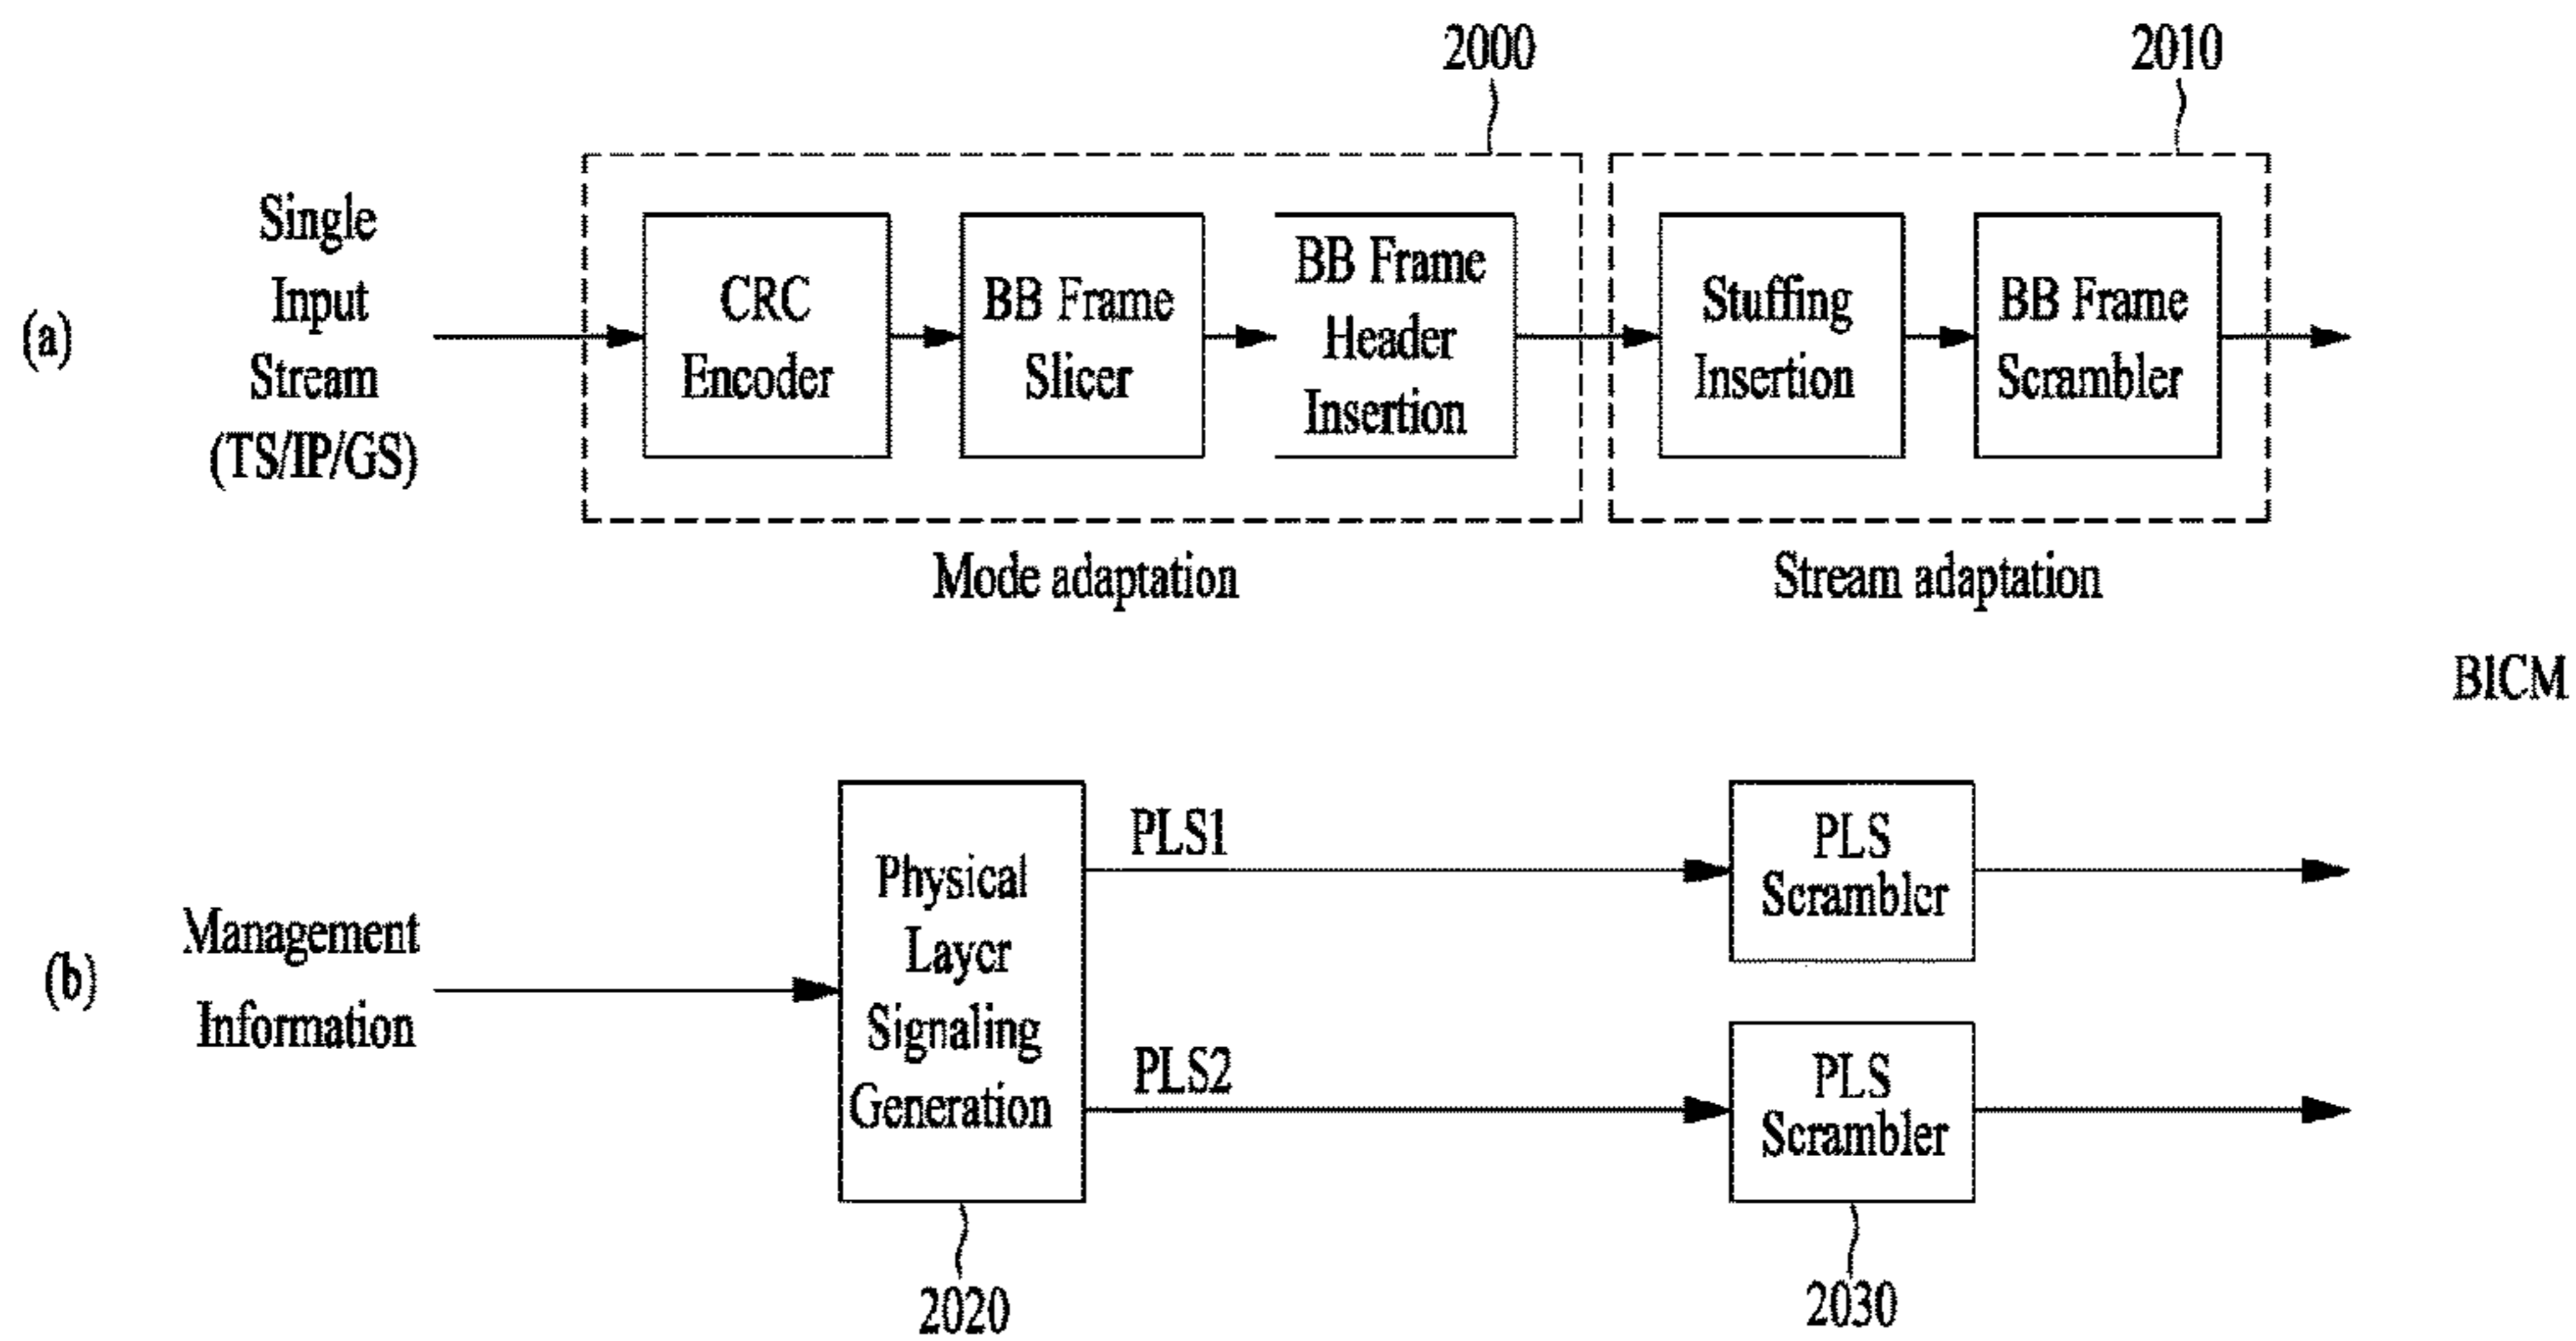 2000
2010
(a)
Single
Input
Stream
(TS/IP/GS)
CRC
Encoder
BB Frame
Slicer
BB Frame
Header
Insertion
Stuffing
Insertion
BB Frame
Scrambler
Mode adaptation
Stream adaptation
BICM
(b)
Management
Information
Physical
Layer
Signaling
Generation
PLS1
PLS2
PLS
Scrambler
PLS
Scrambler
2020
2030